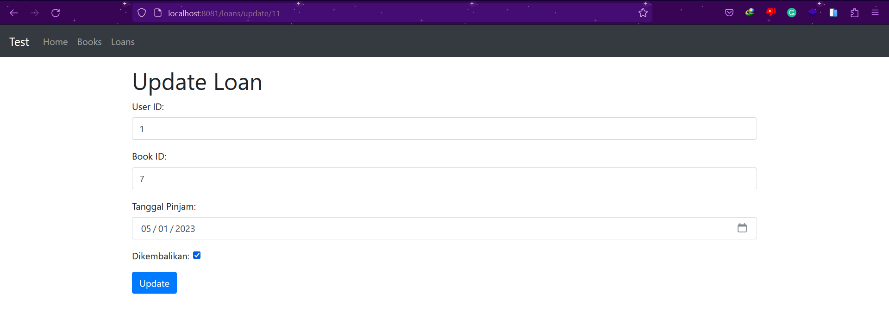 localhost:8081/loans/update/11
Test Home Books Loans
Update Loan
User ID:
1
Book ID:
7
Tanggal Pinjam:
05/01/2023
Dikembalikan:
Update